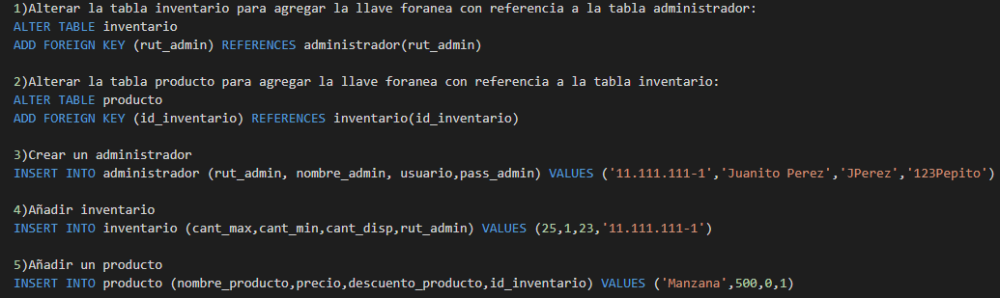 1)Alterar la tabla inventario para agregar la llave foranea con referencia a la tabla administrador:
ALTER TABLE inventario
ADD FOREIGN KEY (rut_admin) REFERENCES administrador(rut_admin)
2)Alterar la tabla producto para agregar la llave foranea con referencia a la tabla inventario:
ALTER TABLE producto
ADD FOREIGN KEY (id_inventario) REFERENCES inventario(id_inventario)
3)Crear un administrador
INSERT INTO administrador (rut_admin, nombre_admin, usuario,pass_admin) VALUES ('11.111.111-1','Juanito Perez','JPerez','123Pepito')
4)Añadir inventario
INSERT INTO inventario (cant_max,cant_min,cant_disp,rut_admin) VALUES (25,1,23,'11.111.111-1')
5)Añadir un producto
INSERT INTO producto (nombre_producto,precio,descuento_producto,id_inventario) VALUES ('Manzana',500,0,1)